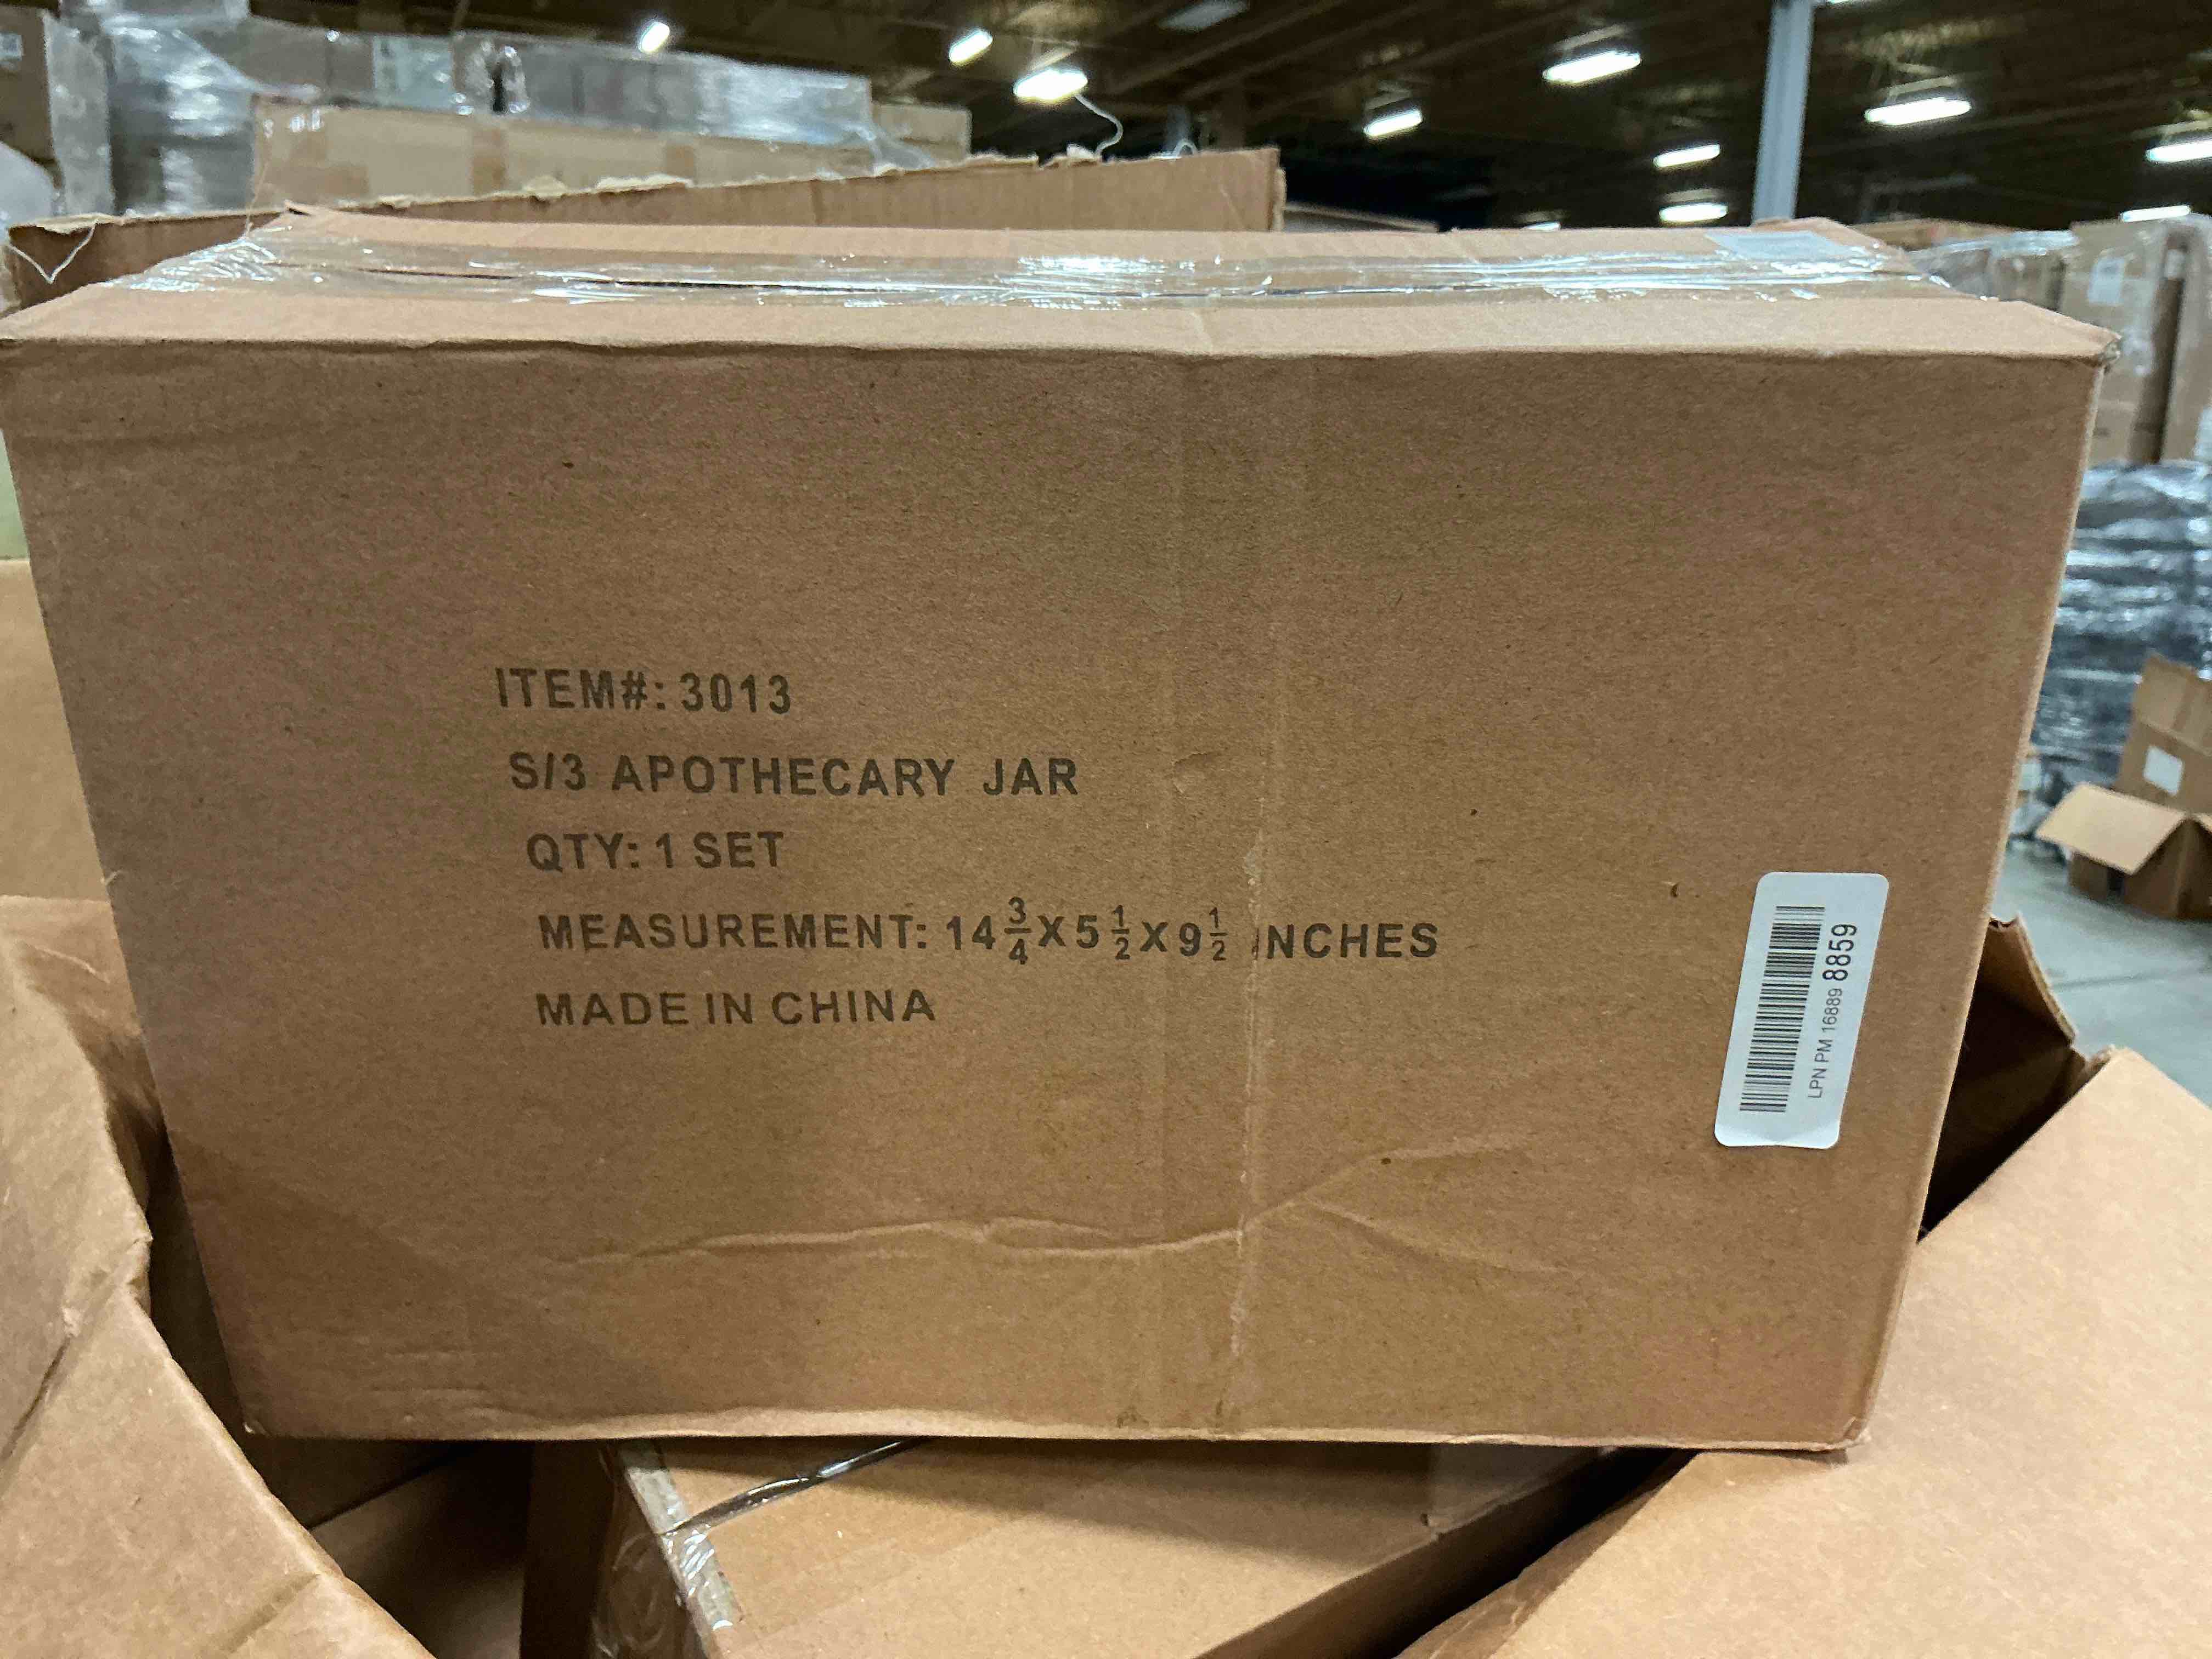 ITEM#: 3013
S/3 APOTHECARY JAR
QTY: 1 SET
MEASUREMENT: 14 3/4 X 5 1/2 X 9 1/2 INCHES
MADE IN CHINA
LPN PM 16889 8859